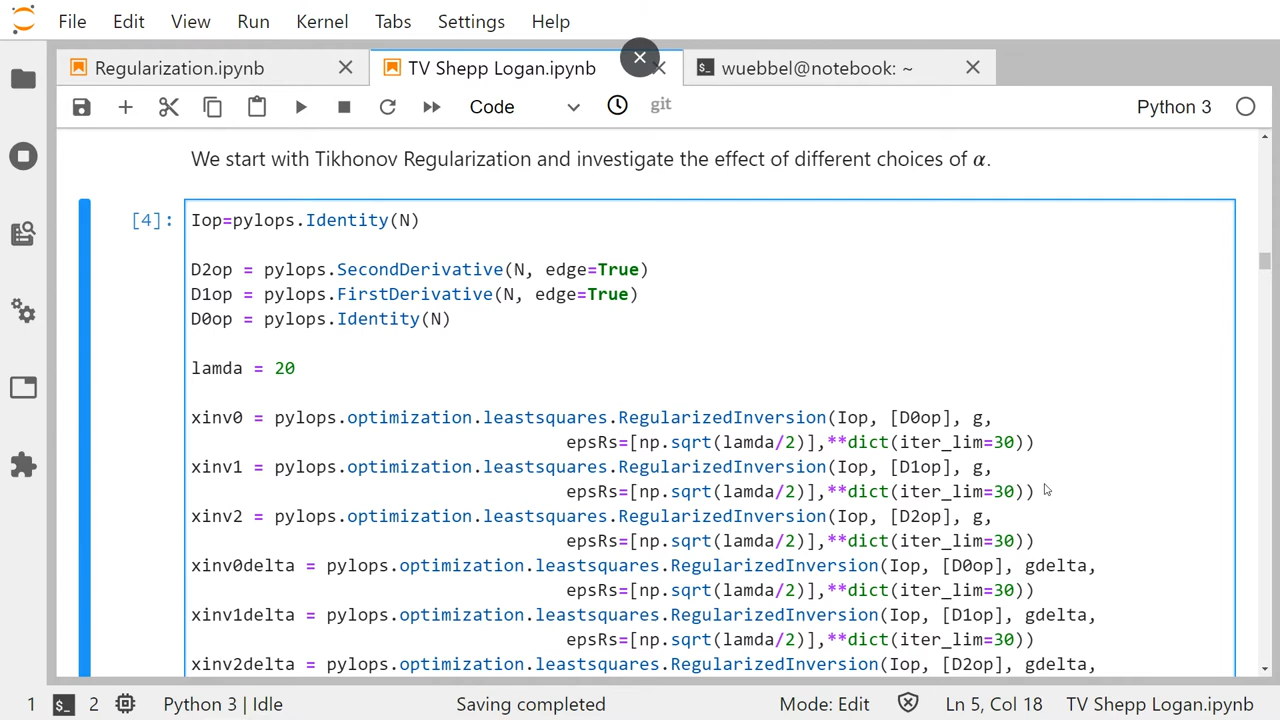 File Edit View Run Kernel Tabs Settings Help
Regularization.ipynb TV Shepp Logan.ipynb wuebbel@notebook: ~
Code git Python 3
We start with Tikhonov Regularization and investigate the effect of different choices of α.
[4]: Iop=pylops.Identity(N)
D2op = pylops.SecondDerivative(N, edge=True)
D1op = pylops.FirstDerivative(N, edge=True)
D0op = pylops.Identity(N)
lamda = 20
xinv0 = pylops.optimization.leastsquares.RegularizedInversion(Iop, [D0op], g,
epsRs=[np.sqrt(lamda/2)],**dict(iter_lim=30))
xinv1 = pylops.optimization.leastsquares.RegularizedInversion(Iop, [D1op], g,
epsRs=[np.sqrt(lamda/2)],**dict(iter_lim=30))
xinv2 = pylops.optimization.leastsquares.RegularizedInversion(Iop, [D2op], g,
epsRs=[np.sqrt(lamda/2)],**dict(iter_lim=30))
xinv0delta = pylops.optimization.leastsquares.RegularizedInversion(Iop, [D0op], gdelta,
epsRs=[np.sqrt(lamda/2)],**dict(iter_lim=30))
xinv1delta = pylops.optimization.leastsquares.RegularizedInversion(Iop, [D1op], gdelta,
epsRs=[np.sqrt(lamda/2)],**dict(iter_lim=30))
xinv2delta = pylops.optimization.leastsquares.RegularizedInversion(Iop, [D2op], gdelta,
1 $_ 2 Python 3 | Idle Saving completed Mode: Edit Ln 5, Col 18 TV Shepp Logan.ipynb